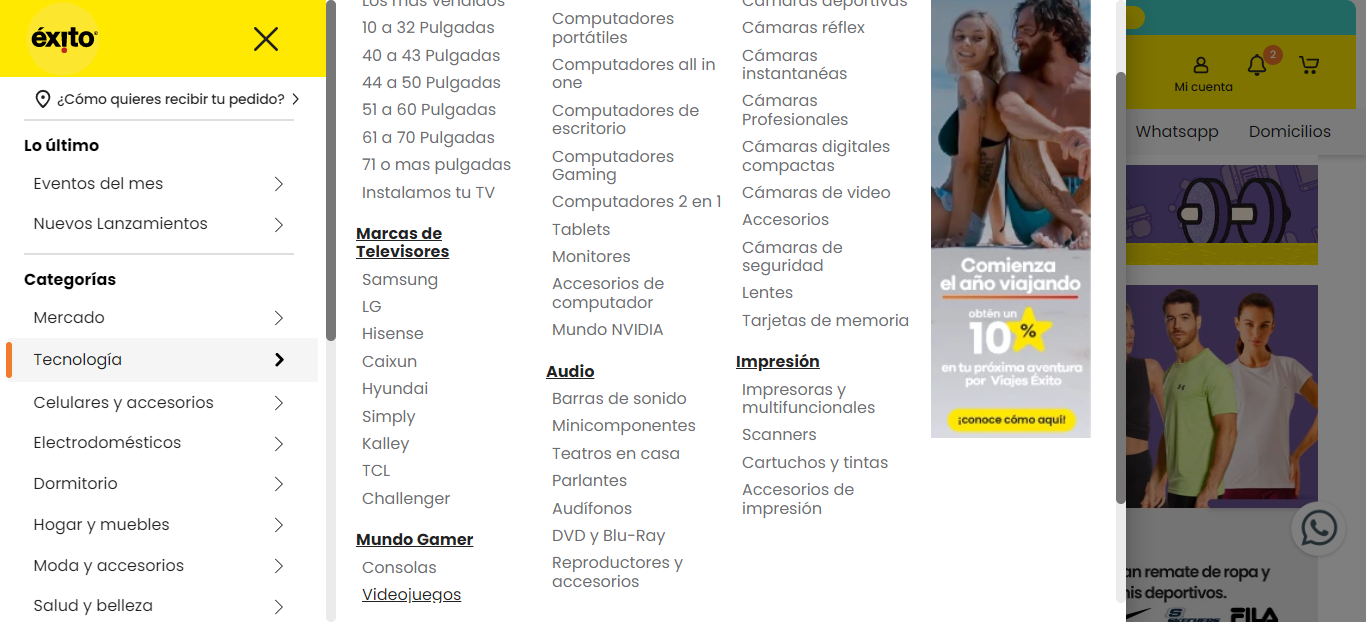 éxito
¿Cómo quieres recibir tu pedido?
Lo último
Eventos del mes
Nuevos Lanzamientos
Categorías
Mercado
Tecnología
Celulares y accesorios
Electrodomésticos
Dormitorio
Hogar y muebles
Moda y accesorios
Salud y belleza
Los más vendidos
10 a 32 Pulgadas
40 a 43 Pulgadas
44 a 50 Pulgadas
51 a 60 Pulgadas
61 a 70 Pulgadas
71 o mas pulgadas
Instalamos tu TV
Marcas de
Televisores
Samsung
LG
Hisense
Caixun
Hyundai
Simply
Kalley
TCL
Challenger
Mundo Gamer
Consolas
Videojuegos
Computadores
portátiles
Computadores all in
one
Computadores de
escritorio
Computadores
Gaming
Computadores 2 en 1
Tablets
Monitores
Accesorios de
computador
Mundo NVIDIA
Audio
Barras de sonido
Minicomponentes
Teatros en casa
Parlantes
Audífonos
DVD y Blu-Ray
Reproductores y
accesorios
Cámaras deportivas
Cámaras réflex
Cámaras
instantanéas
Cámaras
Profesionales
Cámaras digitales
compactas
Cámaras de video
Accesorios
Cámaras de
seguridad
Lentes
Tarjetas de memoria
Impresión
Impresoras y
multifuncionales
Scanners
Cartuchos y tintas
Accesorios de
impresión
Comienza
el año viajando
obtén un
10%
en tu próxima aventura
por Viajes Éxito
¡conoce cómo aquí!
2
Mi cuenta
Whatsapp
Domicilios
an remate de ropa y
nis deportivos.
SKECHERS
FILA